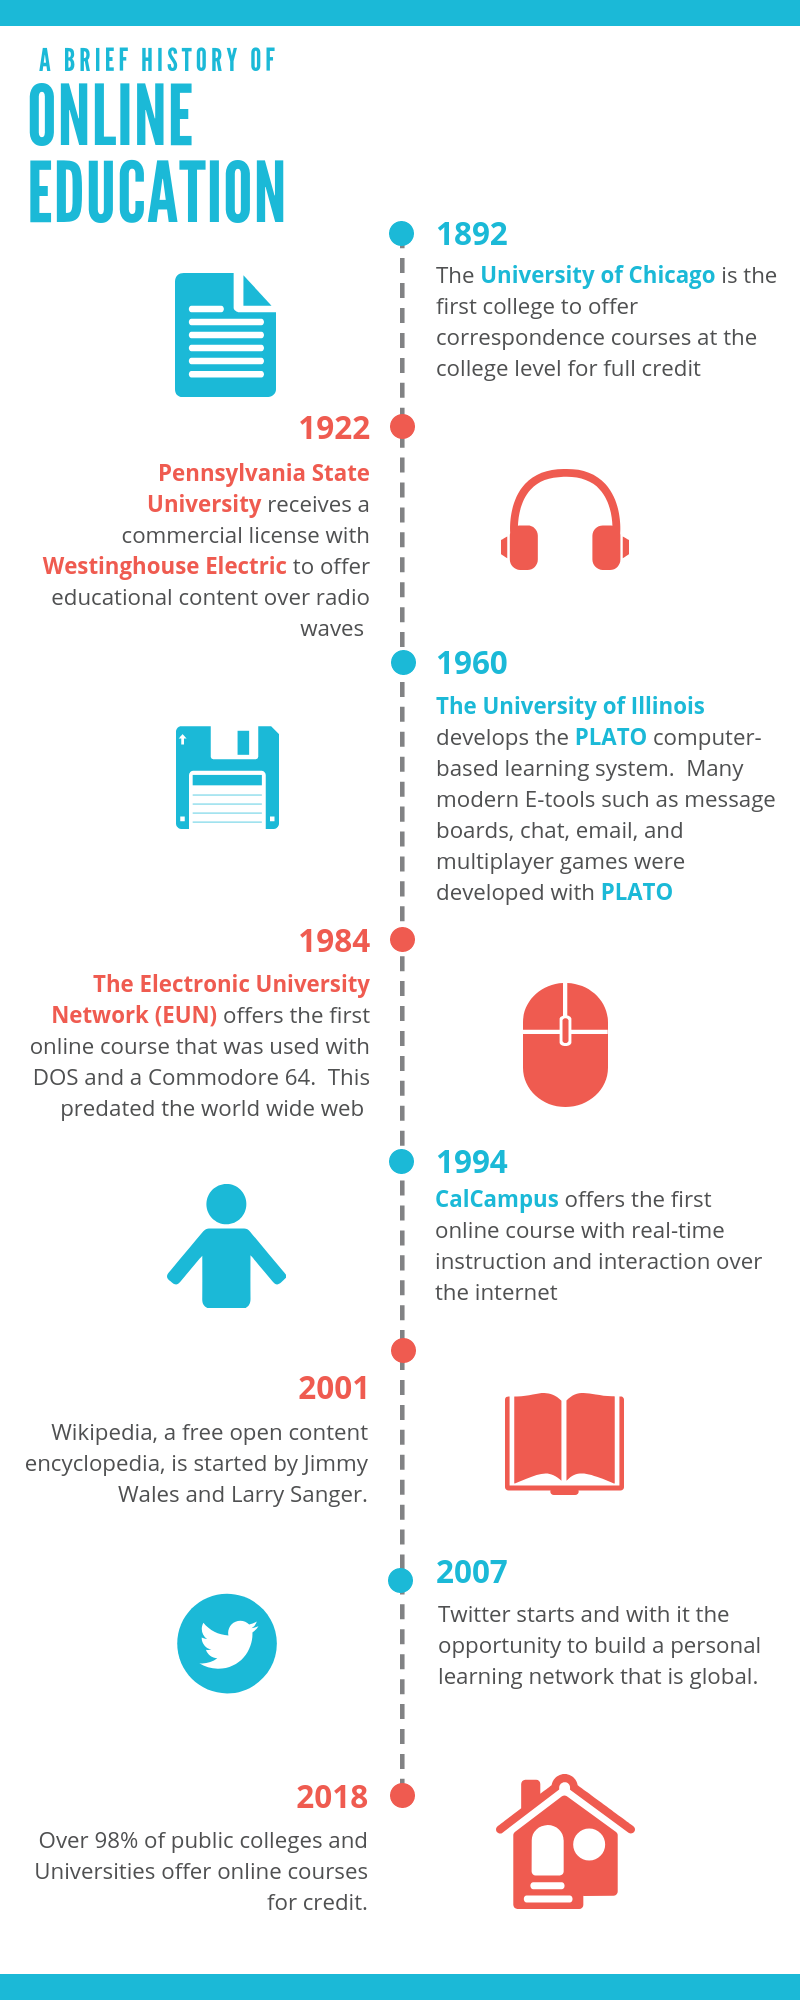 A BRIEF HISTORY OF
ONLINE
EDUCATION
1892
The University of Chicago is the
first college to offer
correspondence courses at the
college level for full credit
1922
Pennsylvania State
University receives a
commercial license with
Westinghouse Electric to offer
educational content over radio
waves
1960
The University of Illinois
develops the PLATO computer-
based learning system.  Many
modern E-tools such as message
boards, chat, email, and
multiplayer games were
developed with PLATO
1984
The Electronic University
Network (EUN) offers the first
online course that was used with
DOS and a Commodore 64.  This
predated the world wide web
1994
CalCampus offers the first
online course with real-time
instruction and interaction over
the internet
2001
Wikipedia, a free open content
encyclopedia, is started by Jimmy
Wales and Larry Sanger.
2007
Twitter starts and with it the
opportunity to build a personal
learning network that is global.
2018
Over 98% of public colleges and
Universities offer online courses
for credit.